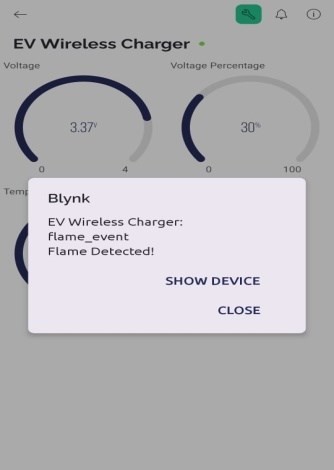 EV Wireless Charger
Voltage
Voltage Percentage
3.37V
30%
0
4
0
100
Temp
Blynk
EV Wireless Charger:
flame_event
Flame Detected!
SHOW DEVICE
CLOSE